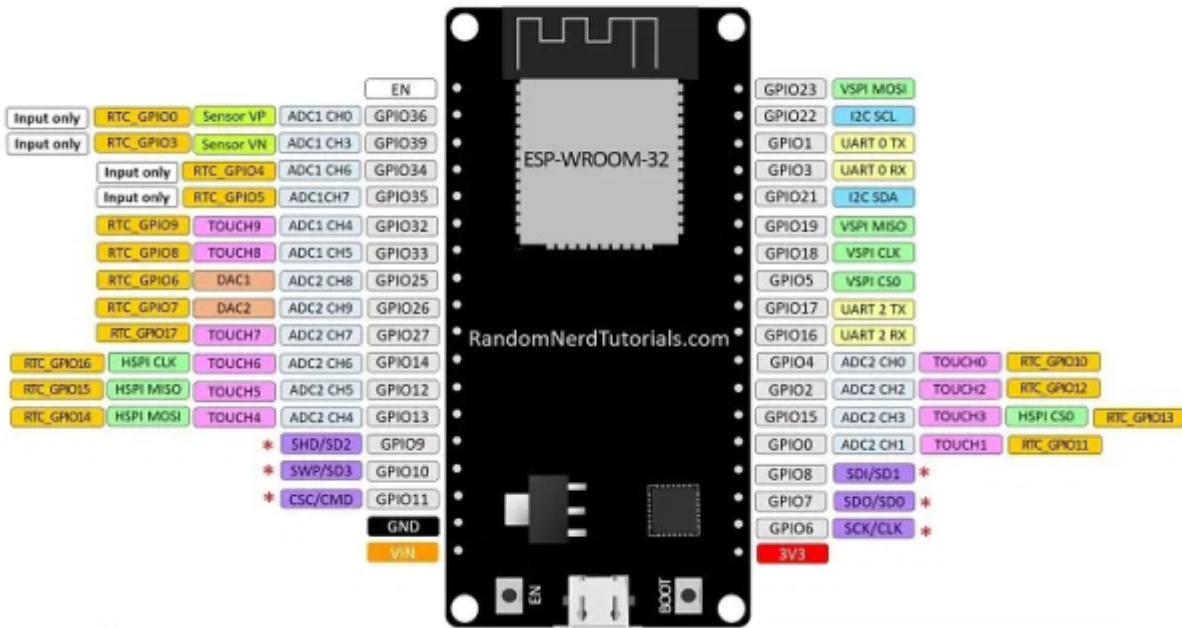 EN
Input only RTC_GPIO0 Sensor VP ADC1 CH0 GPIO36
Input only RTC_GPIO3 Sensor VN ADC1 CH3 GPIO39
Input only RTC_GPIO4 ADC1 CH6 GPIO34
Input only RTC_GPIO5 ADC1CH7 GPIO35
RTC_GPIO9 TOUCH9 ADC1 CH4 GPIO32
RTC_GPIO8 TOUCH8 ADC1 CH5 GPIO33
RTC_GPIO6 DAC1 ADC2 CH8 GPIO25
RTC_GPIO7 DAC2 ADC2 CH9 GPIO26
RTC_GPIO17 TOUCH7 ADC2 CH7 GPIO27
RTC_GPIO16 HSPI CLK TOUCH6 ADC2 CH6 GPIO14
RTC_GPIO15 HSPI MISO TOUCH5 ADC2 CH5 GPIO12
RTC_GPIO14 HSPI MOSI TOUCH4 ADC2 CH4 GPIO13
* SHD/SD2 GPIO9
* SWP/SD3 GPIO10
* CSC/CMD GPIO11
GND
VIN
ESP-WROOM-32
RandomNerdTutorials.com
EN
BOOT
GPIO23 VSPI MOSI
GPIO22 I2C SCL
GPIO1 UART 0 TX
GPIO3 UART 0 RX
GPIO21 I2C SDA
GPIO19 VSPI MISO
GPIO18 VSPI CLK
GPIO5 VSPI CS0
GPIO17 UART 2 TX
GPIO16 UART 2 RX
GPIO4 ADC2 CH0 TOUCH0 RTC_GPIO10
GPIO2 ADC2 CH2 TOUCH2 RTC_GPIO12
GPIO15 ADC2 CH3 TOUCH3 HSPI CS0 RTC_GPIO13
GPIO0 ADC2 CH1 TOUCH1 RTC_GPIO11
GPIO8 SDI/SD1 *
GPIO7 SDO/SD0 *
GPIO6 SCK/CLK *
3V3